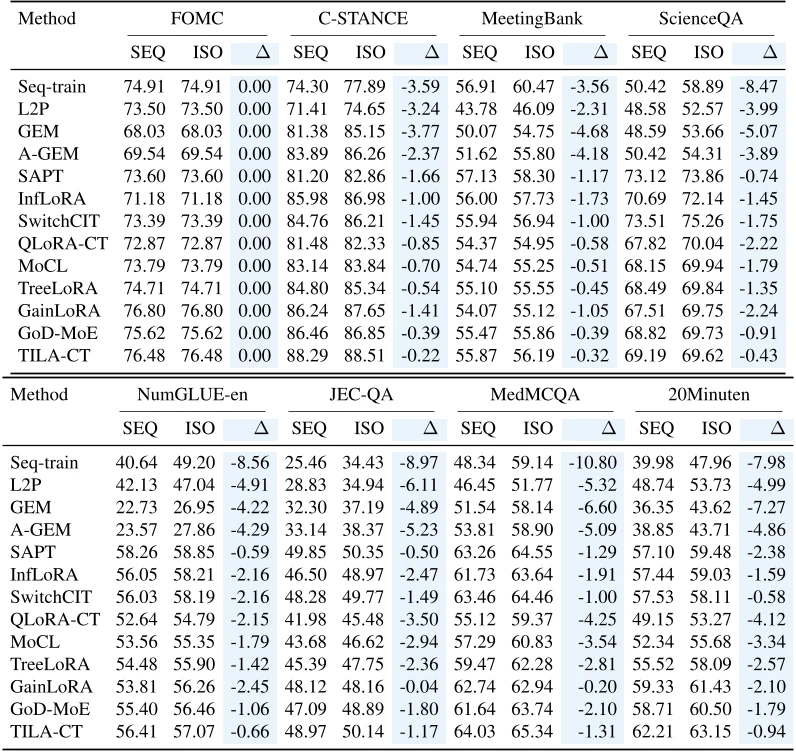 Method FOMC C-STANCE MeetingBank ScienceQA
SEQ ISO Δ SEQ ISO Δ SEQ ISO Δ SEQ ISO Δ
Seq-train 74.91 74.91 0.00 74.30 77.89 -3.59 56.91 60.47 -3.56 50.42 58.89 -8.47
L2P 73.50 73.50 0.00 71.41 74.65 -3.24 43.78 46.09 -2.31 48.58 52.57 -3.99
GEM 68.03 68.03 0.00 81.38 85.15 -3.77 50.07 54.75 -4.68 48.59 53.66 -5.07
A-GEM 69.54 69.54 0.00 83.89 86.26 -2.37 51.62 55.80 -4.18 50.42 54.31 -3.89
SAPT 73.60 73.60 0.00 81.20 82.86 -1.66 57.13 58.30 -1.17 73.12 73.86 -0.74
InfLoRA 71.18 71.18 0.00 85.98 86.98 -1.00 56.00 57.73 -1.73 70.69 72.14 -1.45
SwitchCIT 73.39 73.39 0.00 84.76 86.21 -1.45 55.94 56.94 -1.00 73.51 75.26 -1.75
QLoRA-CT 72.87 72.87 0.00 81.48 82.33 -0.85 54.37 54.95 -0.58 67.82 70.04 -2.22
MoCL 73.79 73.79 0.00 83.14 83.84 -0.70 54.74 55.25 -0.51 68.15 69.94 -1.79
TreeLoRA 74.71 74.71 0.00 84.80 85.34 -0.54 55.10 55.55 -0.45 68.49 69.84 -1.35
GainLoRA 76.80 76.80 0.00 86.24 87.65 -1.41 54.07 55.12 -1.05 67.51 69.75 -2.24
GoD-MoE 75.62 75.62 0.00 86.46 86.85 -0.39 55.47 55.86 -0.39 68.82 69.73 -0.91
TILA-CT 76.48 76.48 0.00 88.29 88.51 -0.22 55.87 56.19 -0.32 69.19 69.62 -0.43
Method NumGLUE-en JEC-QA MedMCQA 20Minuten
SEQ ISO Δ SEQ ISO Δ SEQ ISO Δ SEQ ISO Δ
Seq-train 40.64 49.20 -8.56 25.46 34.43 -8.97 48.34 59.14 -10.80 39.98 47.96 -7.98
L2P 42.13 47.04 -4.91 28.83 34.94 -6.11 46.45 51.77 -5.32 48.74 53.73 -4.99
GEM 22.73 26.95 -4.22 32.30 37.19 -4.89 51.54 58.14 -6.60 36.35 43.62 -7.27
A-GEM 23.57 27.86 -4.29 33.14 38.37 -5.23 53.81 58.90 -5.09 38.85 43.71 -4.86
SAPT 58.26 58.85 -0.59 49.85 50.35 -0.50 63.26 64.55 -1.29 57.10 59.48 -2.38
InfLoRA 56.05 58.21 -2.16 46.50 48.97 -2.47 61.73 63.64 -1.91 57.44 59.03 -1.59
SwitchCIT 56.03 58.19 -2.16 48.28 49.77 -1.49 63.46 64.46 -1.00 57.53 58.11 -0.58
QLoRA-CT 52.64 54.79 -2.15 41.98 45.48 -3.50 55.12 59.37 -4.25 49.15 53.27 -4.12
MoCL 53.56 55.35 -1.79 43.68 46.62 -2.94 57.29 60.83 -3.54 52.34 55.68 -3.34
TreeLoRA 54.48 55.90 -1.42 45.39 47.75 -2.36 59.47 62.28 -2.81 55.52 58.09 -2.57
GainLoRA 53.81 56.26 -2.45 48.12 48.16 -0.04 62.74 62.94 -0.20 59.33 61.43 -2.10
GoD-MoE 55.40 56.46 -1.06 47.09 48.89 -1.80 61.64 63.74 -2.10 58.71 60.50 -1.79
TILA-CT 56.41 57.07 -0.66 48.97 50.14 -1.17 64.03 65.34 -1.31 62.21 63.15 -0.94